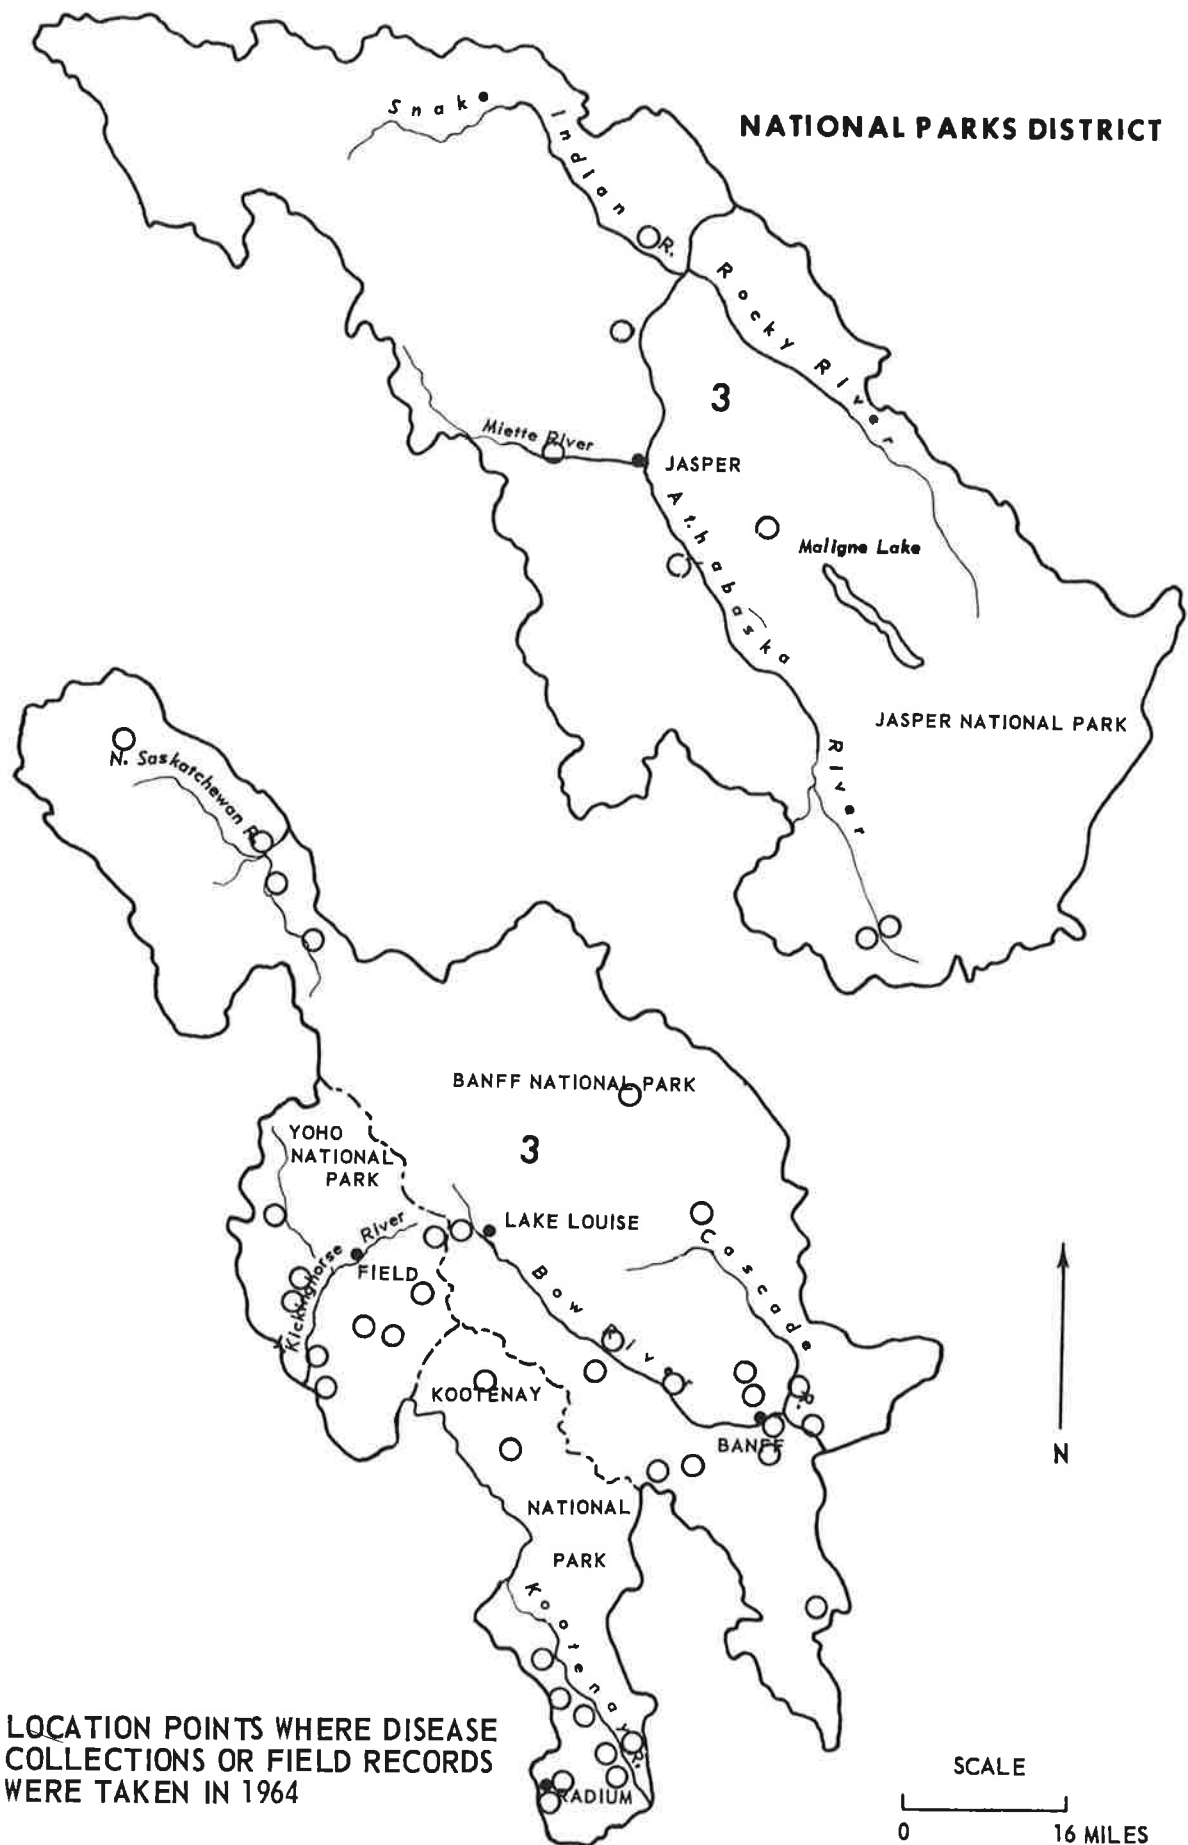 NATIONAL PARKS DISTRICT
Snake
Indian
R.
Rocky River
3
Miette River
JASPER
Athabaska
River
Maligne Lake
JASPER NATIONAL PARK
N. Saskatchewan R.
BANFF NATIONAL PARK
3
YOHO
NATIONAL
PARK
LAKE LOUISE
Kickinghorse River
FIELD
Bow River
Cascade R.
KOOTENAY
BANFF
N
NATIONAL
PARK
Kootenay R.
RADIUM
LOCATION POINTS WHERE DISEASE
COLLECTIONS OR FIELD RECORDS
WERE TAKEN IN 1964
SCALE
0 16 MILES